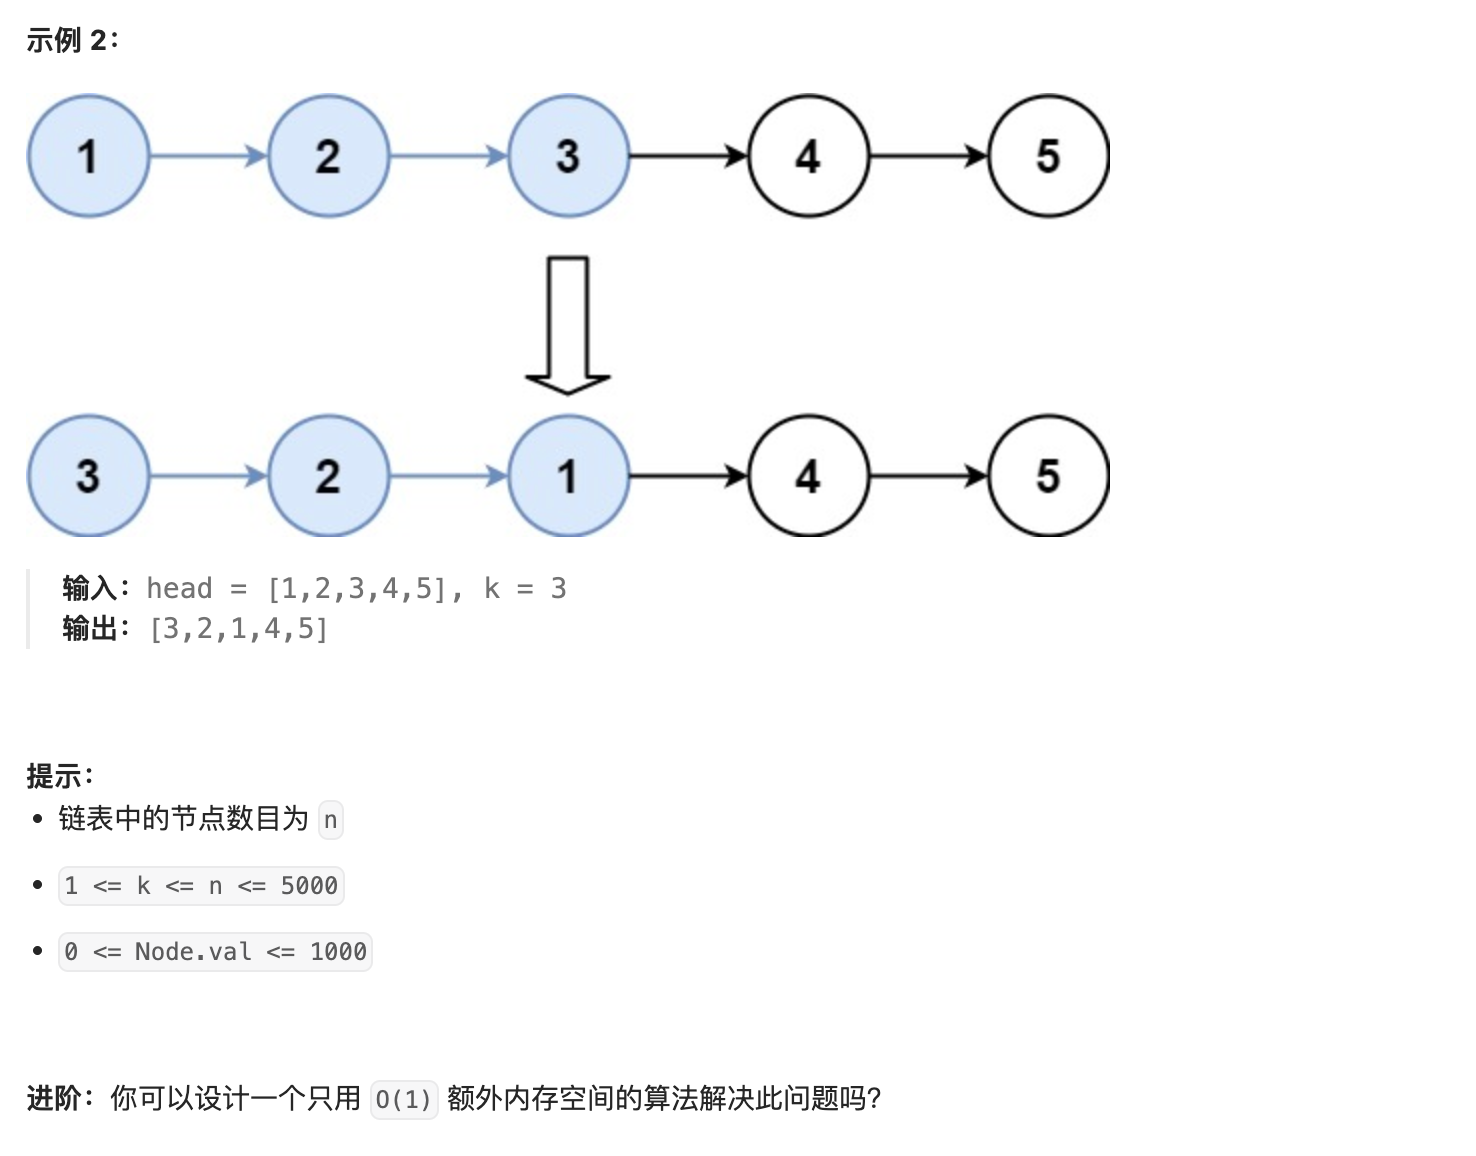 示例 2：
1 2 3 4 5
3 2 1 4 5
输入：head = [1,2,3,4,5], k = 3
输出：[3,2,1,4,5]
提示：
• 链表中的节点数目为 n
• 1 <= k <= n <= 5000
• 0 <= Node.val <= 1000
进阶：你可以设计一个只用 O(1) 额外内存空间的算法解决此问题吗？